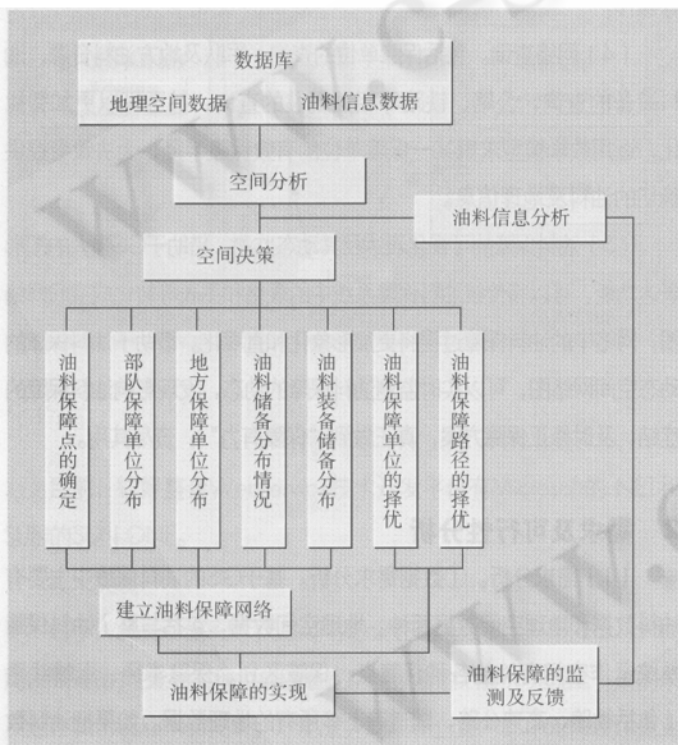 数据库
地理空间数据 油料信息数据
空间分析
油料信息分析
空间决策
油料保障点的确定
部队保障单位分布
地方保障单位分布
油料储备分布情况
油料装备储备分布
油料保障单位的择优
油料保障路径的择优
建立油料保障网络
油料保障的实现
油料保障的监
测及反馈